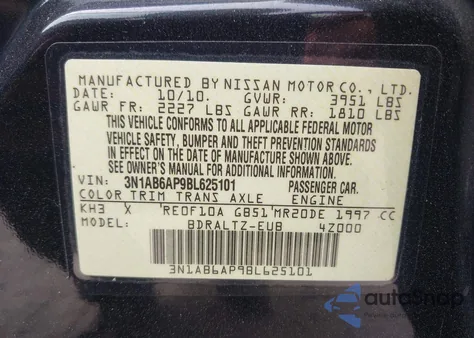 MANUFACTURED BY NISSAN MOTOR CO., LTD.
DATE: 10/10. GVWR: 3951 LBS
GAWR FR: 2227 LBS GAWR RR: 1810 LBS
THIS VEHICLE CONFORMS TO ALL APPLICABLE FEDERAL MOTOR
VEHICLE SAFETY, BUMPER AND THEFT PREVENTION STANDARDS
IN EFFECT ON THE DATE OF MANUFACTURE SHOWN ABOVE.
SEE OWNER'S MANUAL FOR ADDITIONAL INFORMATION.
VIN: 3N1AB6AP9BL625101 PASSENGER CAR.
COLOR TRIM TRANS AXLE ENGINE
KH3 X RE0F10A GB51 MR20DE 1997 CC
MODEL: BDRALTZ-EUB 4Z000
3N1AB6AP9BL625101
autoSnap